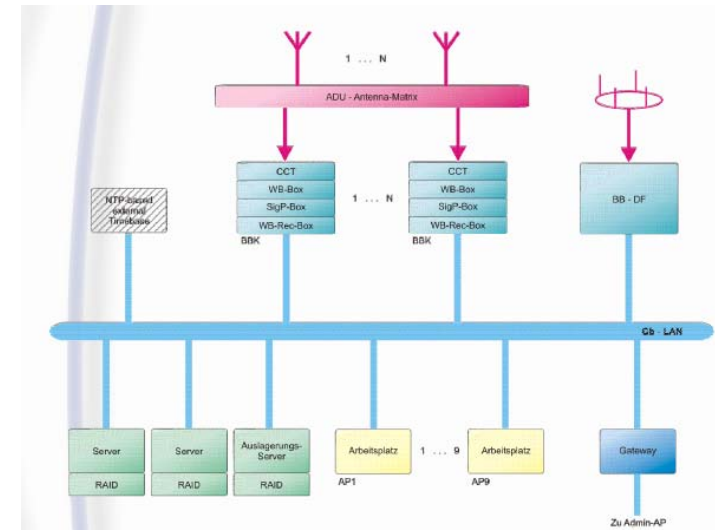 1 ... N
ADU - Antenna-Matrix
CCT
WB-Box
SigP-Box
WB-Rec-Box
BBK
1 ... N
CCT
WB-Box
SigP-Box
WB-Rec-Box
BBK
BB - DF
NTP-based
external
Timebase
Gb - LAN
Server
RAID
Server
RAID
Auslagerungs-
Server
RAID
Arbeitsplatz
AP1
1 ... 9
Arbeitsplatz
AP9
Gateway
Zu Admin-AP